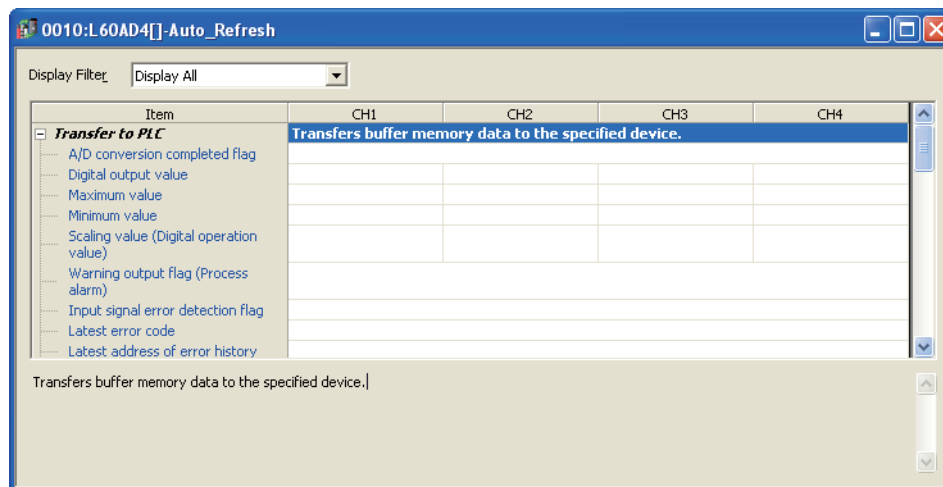 0010:L60AD4[]-Auto_Refresh
Display Filter Display All
Item CH1 CH2 CH3 CH4
Transfer to PLC Transfers buffer memory data to the specified device.
A/D conversion completed flag
Digital output value
Maximum value
Minimum value
Scaling value (Digital operation
value)
Warning output flag (Process
alarm)
Input signal error detection flag
Latest error code
Latest address of error history
Transfers buffer memory data to the specified device.